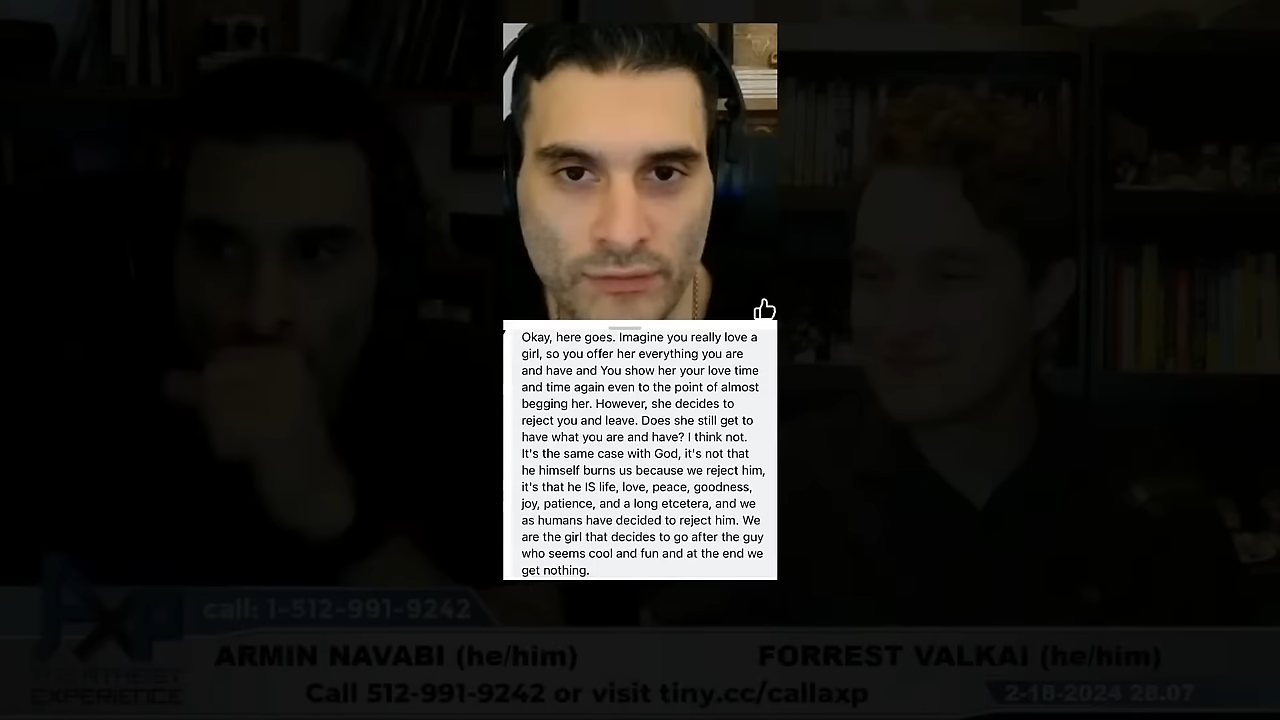 Okay, here goes. Imagine you really love a
girl, so you offer her everything you are
and have and You show her your love time
and time again even to the point of almost
begging her. However, she decides to
reject you and leave. Does she still get to
have what you are and have? I think not.
It's the same case with God, it's not that
he himself burns us because we reject him,
it's that he IS life, love, peace, goodness,
joy, patience, and a long etcetera, and we
as humans have decided to reject him. We
are the girl that decides to go after the guy
who seems cool and fun and at the end we
get nothing.
call: 1-512-991-9242
AXP
THE ATHEIST
EXPERIENCE
ARMIN NAVABI (he/him)
FORREST VALKAI (he/him)
Call 512-991-9242 or visit tiny.cc/callaxp
2-18-2024 28.07